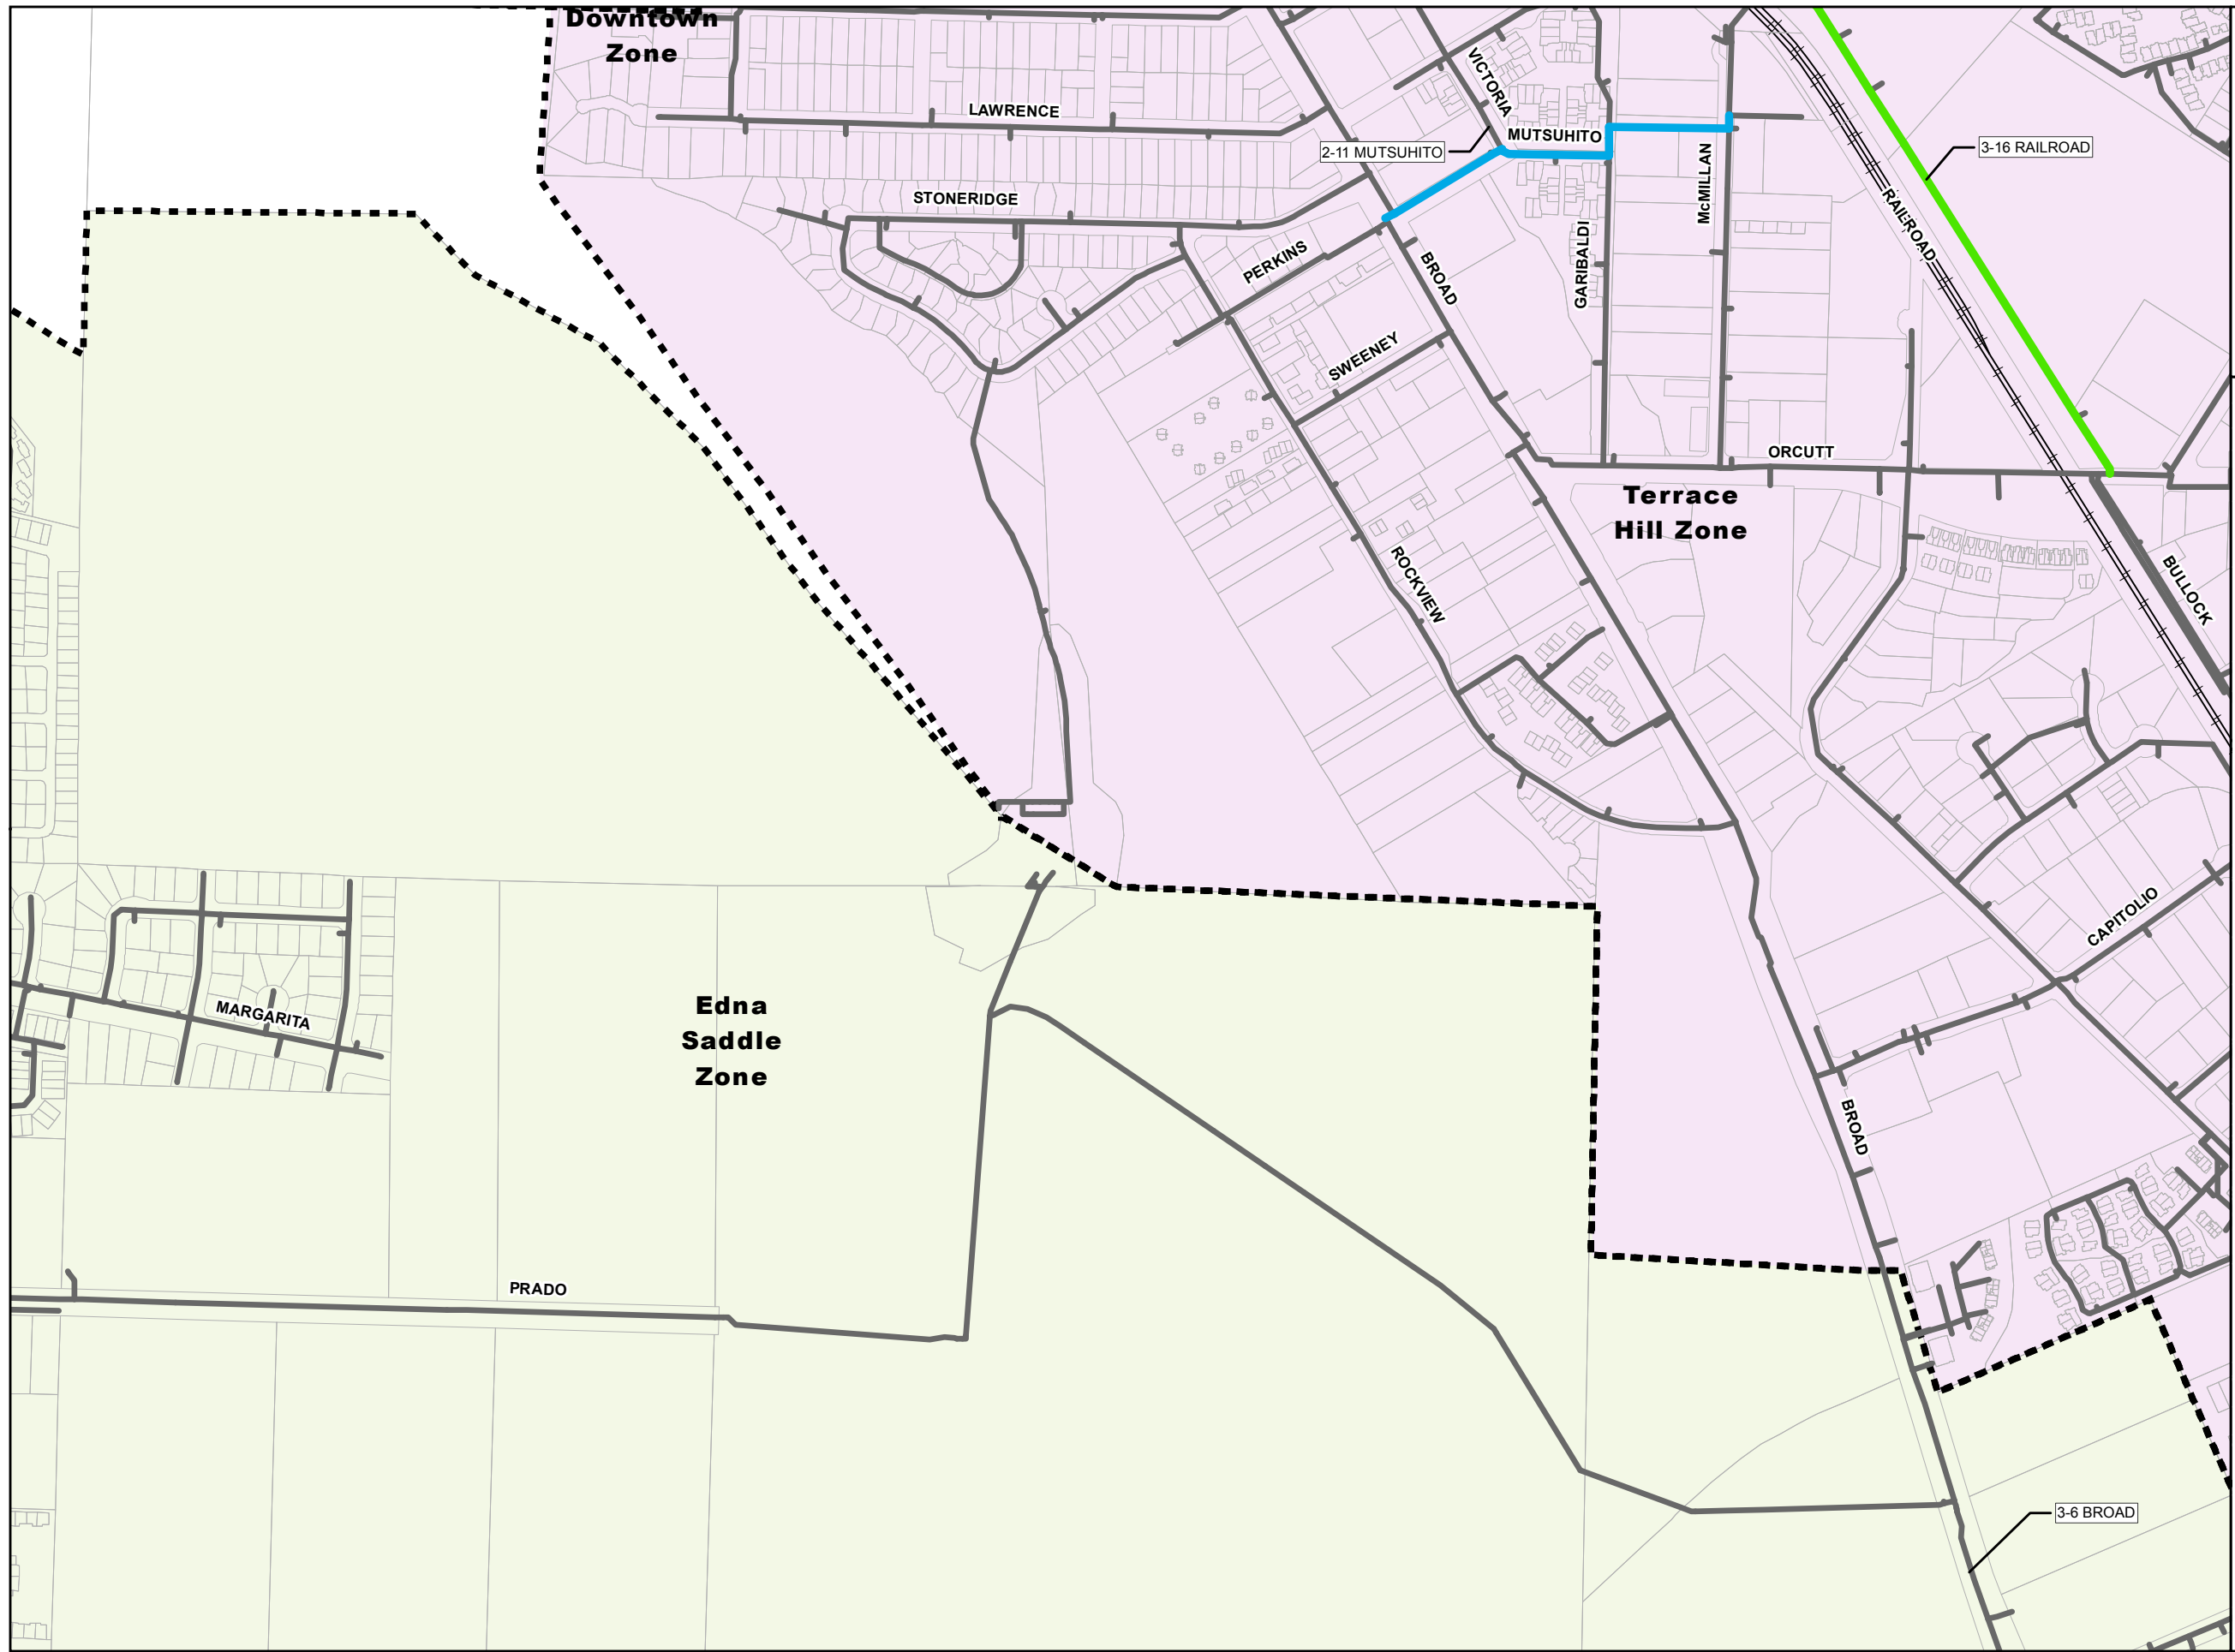 Downtown
Zone
LAWRENCE
VICTORIA
MUTSUHITO
2-11 MUTSUHITO
3-16 RAILROAD
McMILLAN
STONERIDGE
RAILROAD
PERKINS
GARIBALDI
BROAD
SWEENEY
ORCUTT
Terrace
Hill Zone
ROCKVIEW
BULLOCK
CAPITOLIO
MARGARITA
Edna
Saddle
Zone
BROAD
PRADO
3-6 BROAD